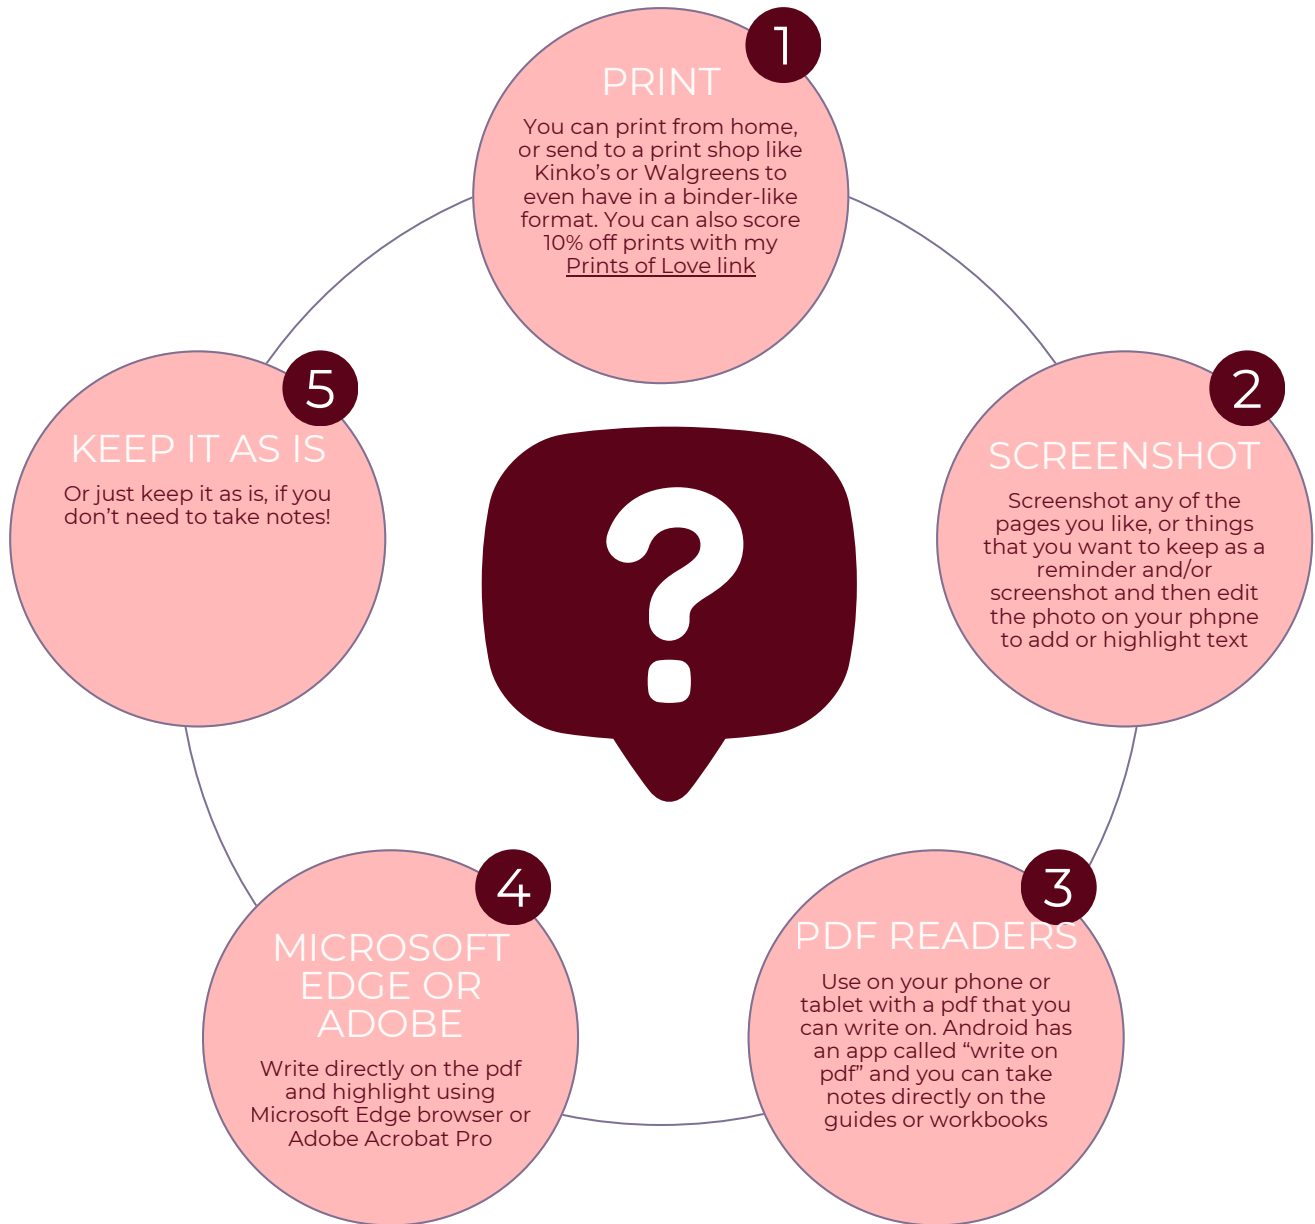 1
PRINT
You can print from home,
or send to a print shop like
Kinko's or Walgreens to
even have in a binder-like
format. You can also score
10% off prints with my
Prints of Love link
2
SCREENSHOT
Screenshot any of the
pages you like, or things
that you want to keep as a
reminder and/or
screenshot and then edit
the photo on your phpne
to add or highlight text
3
PDF READERS
Use on your phone or
tablet with a pdf that you
can write on. Android has
an app called “write on
pdf” and you can take
notes directly on the
guides or workbooks
4
MICROSOFT
EDGE OR
ADOBE
Write directly on the pdf
and highlight using
Microsoft Edge browser or
Adobe Acrobat Pro
5
KEEP IT AS IS
Or just keep it as is, if you
don’t need to take notes!
?